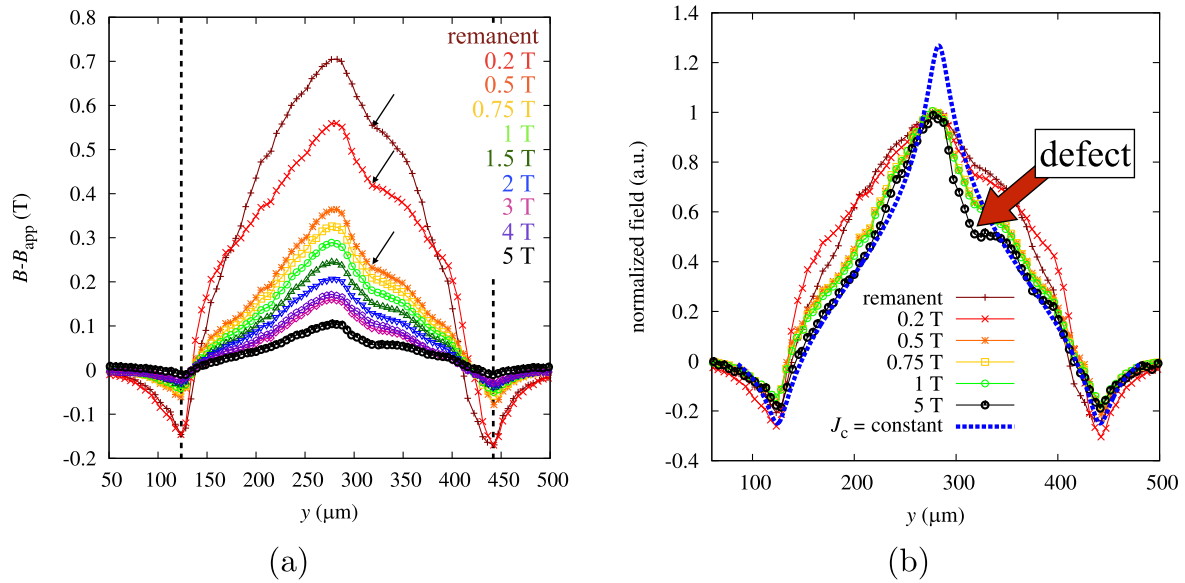 0.8
0.7
0.6
0.5
0.4
0.3
0.2
0.1
0
-0.1
-0.2
B-Bapp (T)
50 100 150 200 250 300 350 400 450 500
y (μm)
remanent
0.2 T
0.5 T
0.75 T
1 T
1.5 T
2 T
3 T
4 T
5 T
(a)
1.4
1.2
1
0.8
0.6
0.4
0.2
0
-0.2
-0.4
normalized field (a.u.)
100 200 300 400 500
y (μm)
defect
remanent
0.2 T
0.5 T
0.75 T
1 T
5 T
Jc = constant
(b)